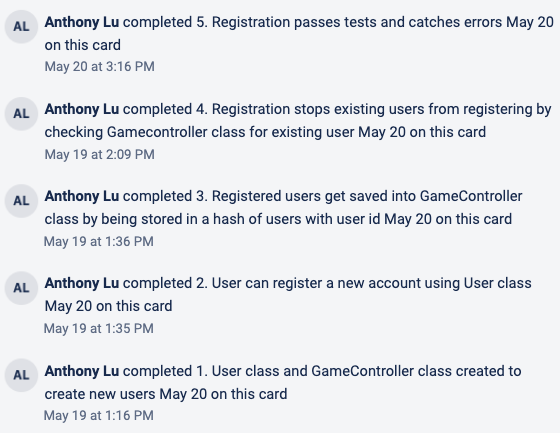 AL
Anthony Lu completed 5. Registration passes tests and catches errors May 20
on this card
May 20 at 3:16 PM
AL
Anthony Lu completed 4. Registration stops existing users from registering by
checking Gamecontroller class for existing user May 20 on this card
May 19 at 2:09 PM
AL
Anthony Lu completed 3. Registered users get saved into GameController
class by being stored in a hash of users with user id May 20 on this card
May 19 at 1:36 PM
AL
Anthony Lu completed 2. User can register a new account using User class
May 20 on this card
May 19 at 1:35 PM
AL
Anthony Lu completed 1. User class and GameController class created to
create new users May 20 on this card
May 19 at 1:16 PM